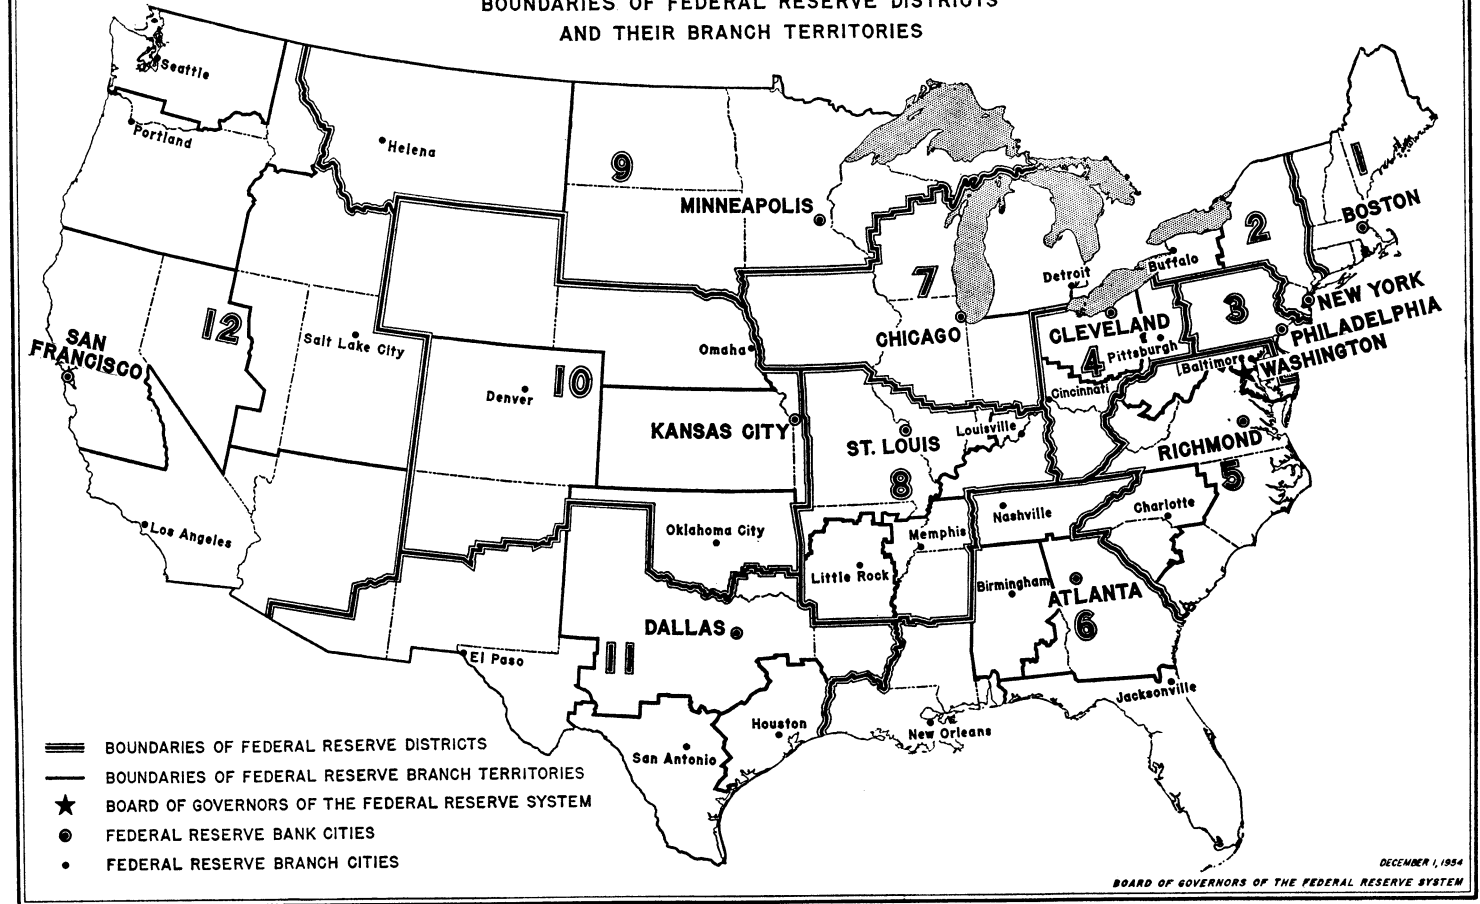 BOUNDARIES OF FEDERAL RESERVE DISTRICTS
AND THEIR BRANCH TERRITORIES
Seattle
Portland
Helena
9
MINNEAPOLIS
1
BOSTON
2
Buffalo
Detroit
7
NEW YORK
3
PHILADELPHIA
WASHINGTON
12
SAN
FRANCISCO
Salt Lake City
Omaha
CHICAGO
CLEVELAND
4
Pittsburgh
Baltimore
Cincinnati
Denver
10
KANSAS CITY
ST. LOUIS
8
Louisville
RICHMOND
5
Los Angeles
Oklahoma City
Memphis
Nashville
Charlotte
Little Rock
Birmingham
ATLANTA
6
DALLAS
11
El Paso
Houston
San Antonio
New Orleans
Jacksonville
BOUNDARIES OF FEDERAL RESERVE DISTRICTS
BOUNDARIES OF FEDERAL RESERVE BRANCH TERRITORIES
BOARD OF GOVERNORS OF THE FEDERAL RESERVE SYSTEM
FEDERAL RESERVE BANK CITIES
FEDERAL RESERVE BRANCH CITIES
DECEMBER 1, 1954
BOARD OF GOVERNORS OF THE FEDERAL RESERVE SYSTEM